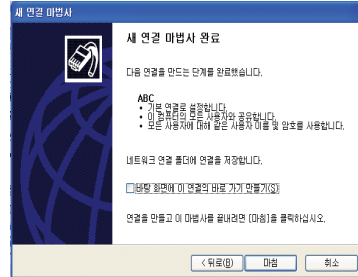 새 연결 마법사
새 연결 마법사 완료
다음 연결을 만드는 단계를 완료했습니다.
ABC
• 기본 연결로 설정합니다.
• 이 컴퓨터의 모든 사용자와 공유합니다.
• 모든 사용자에 대해 같은 사용자 이름 및 암호를 사용합니다.
네트워크 연결 폴더에 연결을 저장합니다.
바탕 화면에 이 연결의 바로 가기 만들기(S)
연결을 만들고 이 마법사를 끝내려면 [마침]을 클릭하십시오.
< 뒤로(B) 마침 취소